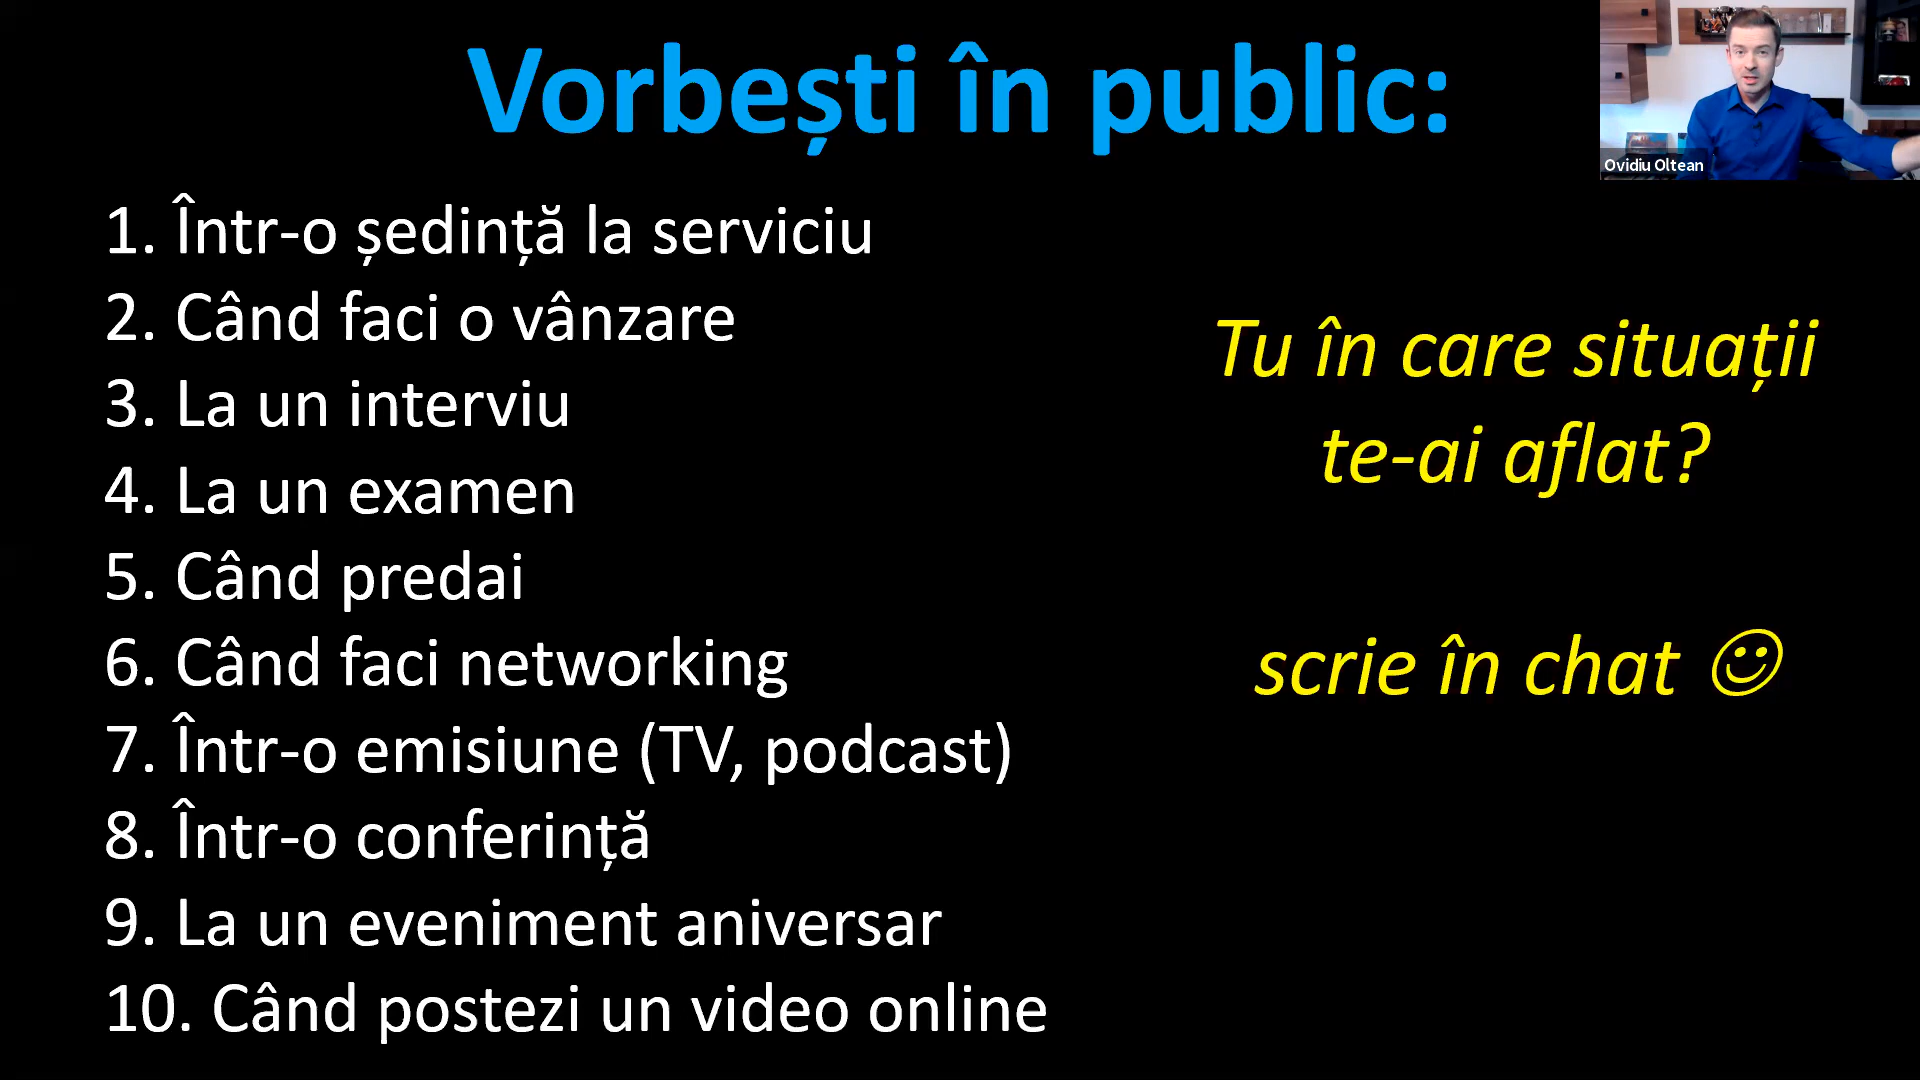 Vorbești în public:
Ovidiu Oltean
1. Într-o ședință la serviciu
2. Când faci o vânzare
3. La un interviu
4. La un examen
5. Când predai
6. Când faci networking
7. Într-o emisiune (TV, podcast)
8. Într-o conferință
9. La un eveniment aniversar
10. Când postezi un video online
Tu în care situații
te-ai aflat?
scrie în chat ☺